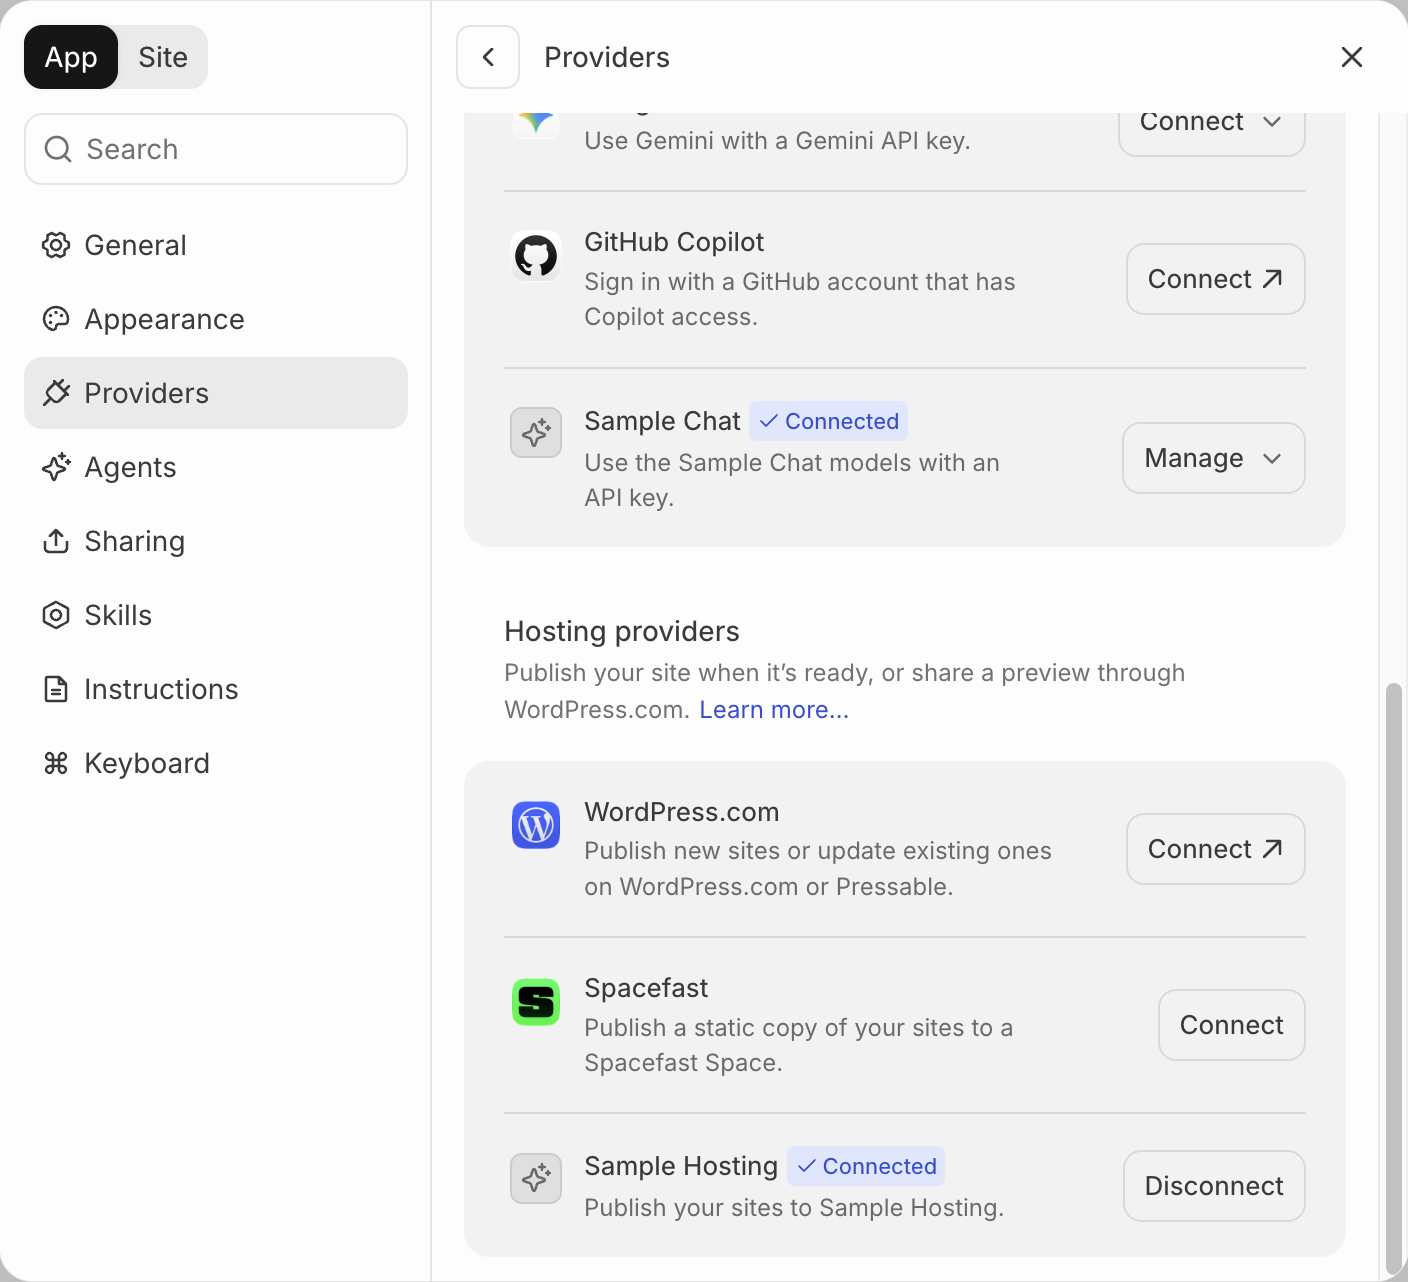 App
Site
Search
General
Appearance
Providers
Agents
Sharing
Skills
Instructions
Keyboard
Providers
Use Gemini with a Gemini API key.
Connect
GitHub Copilot
Sign in with a GitHub account that has
Copilot access.
Connect
Sample Chat
Connected
Use the Sample Chat models with an
API key.
Manage
Hosting providers
Publish your site when it’s ready, or share a preview through
WordPress.com. Learn more...
WordPress.com
Publish new sites or update existing ones
on WordPress.com or Pressable.
Connect
Spacefast
Publish a static copy of your sites to a
Spacefast Space.
Connect
Sample Hosting
Connected
Publish your sites to Sample Hosting.
Disconnect